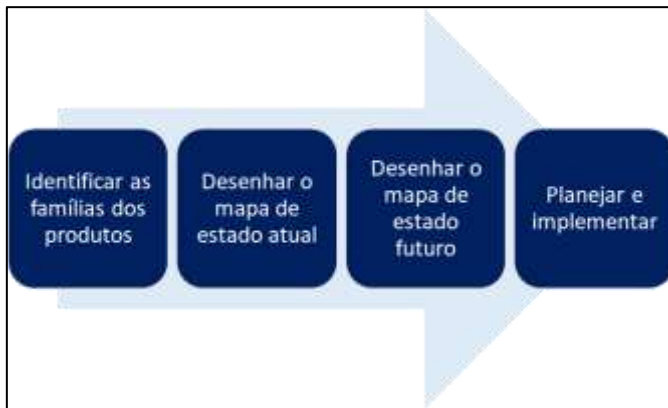 Identificar as
famílias dos
produtos
Desenhar o
mapa de
estado atual
Desenhar o
mapa de
estado
futuro
Planejar e
implementar